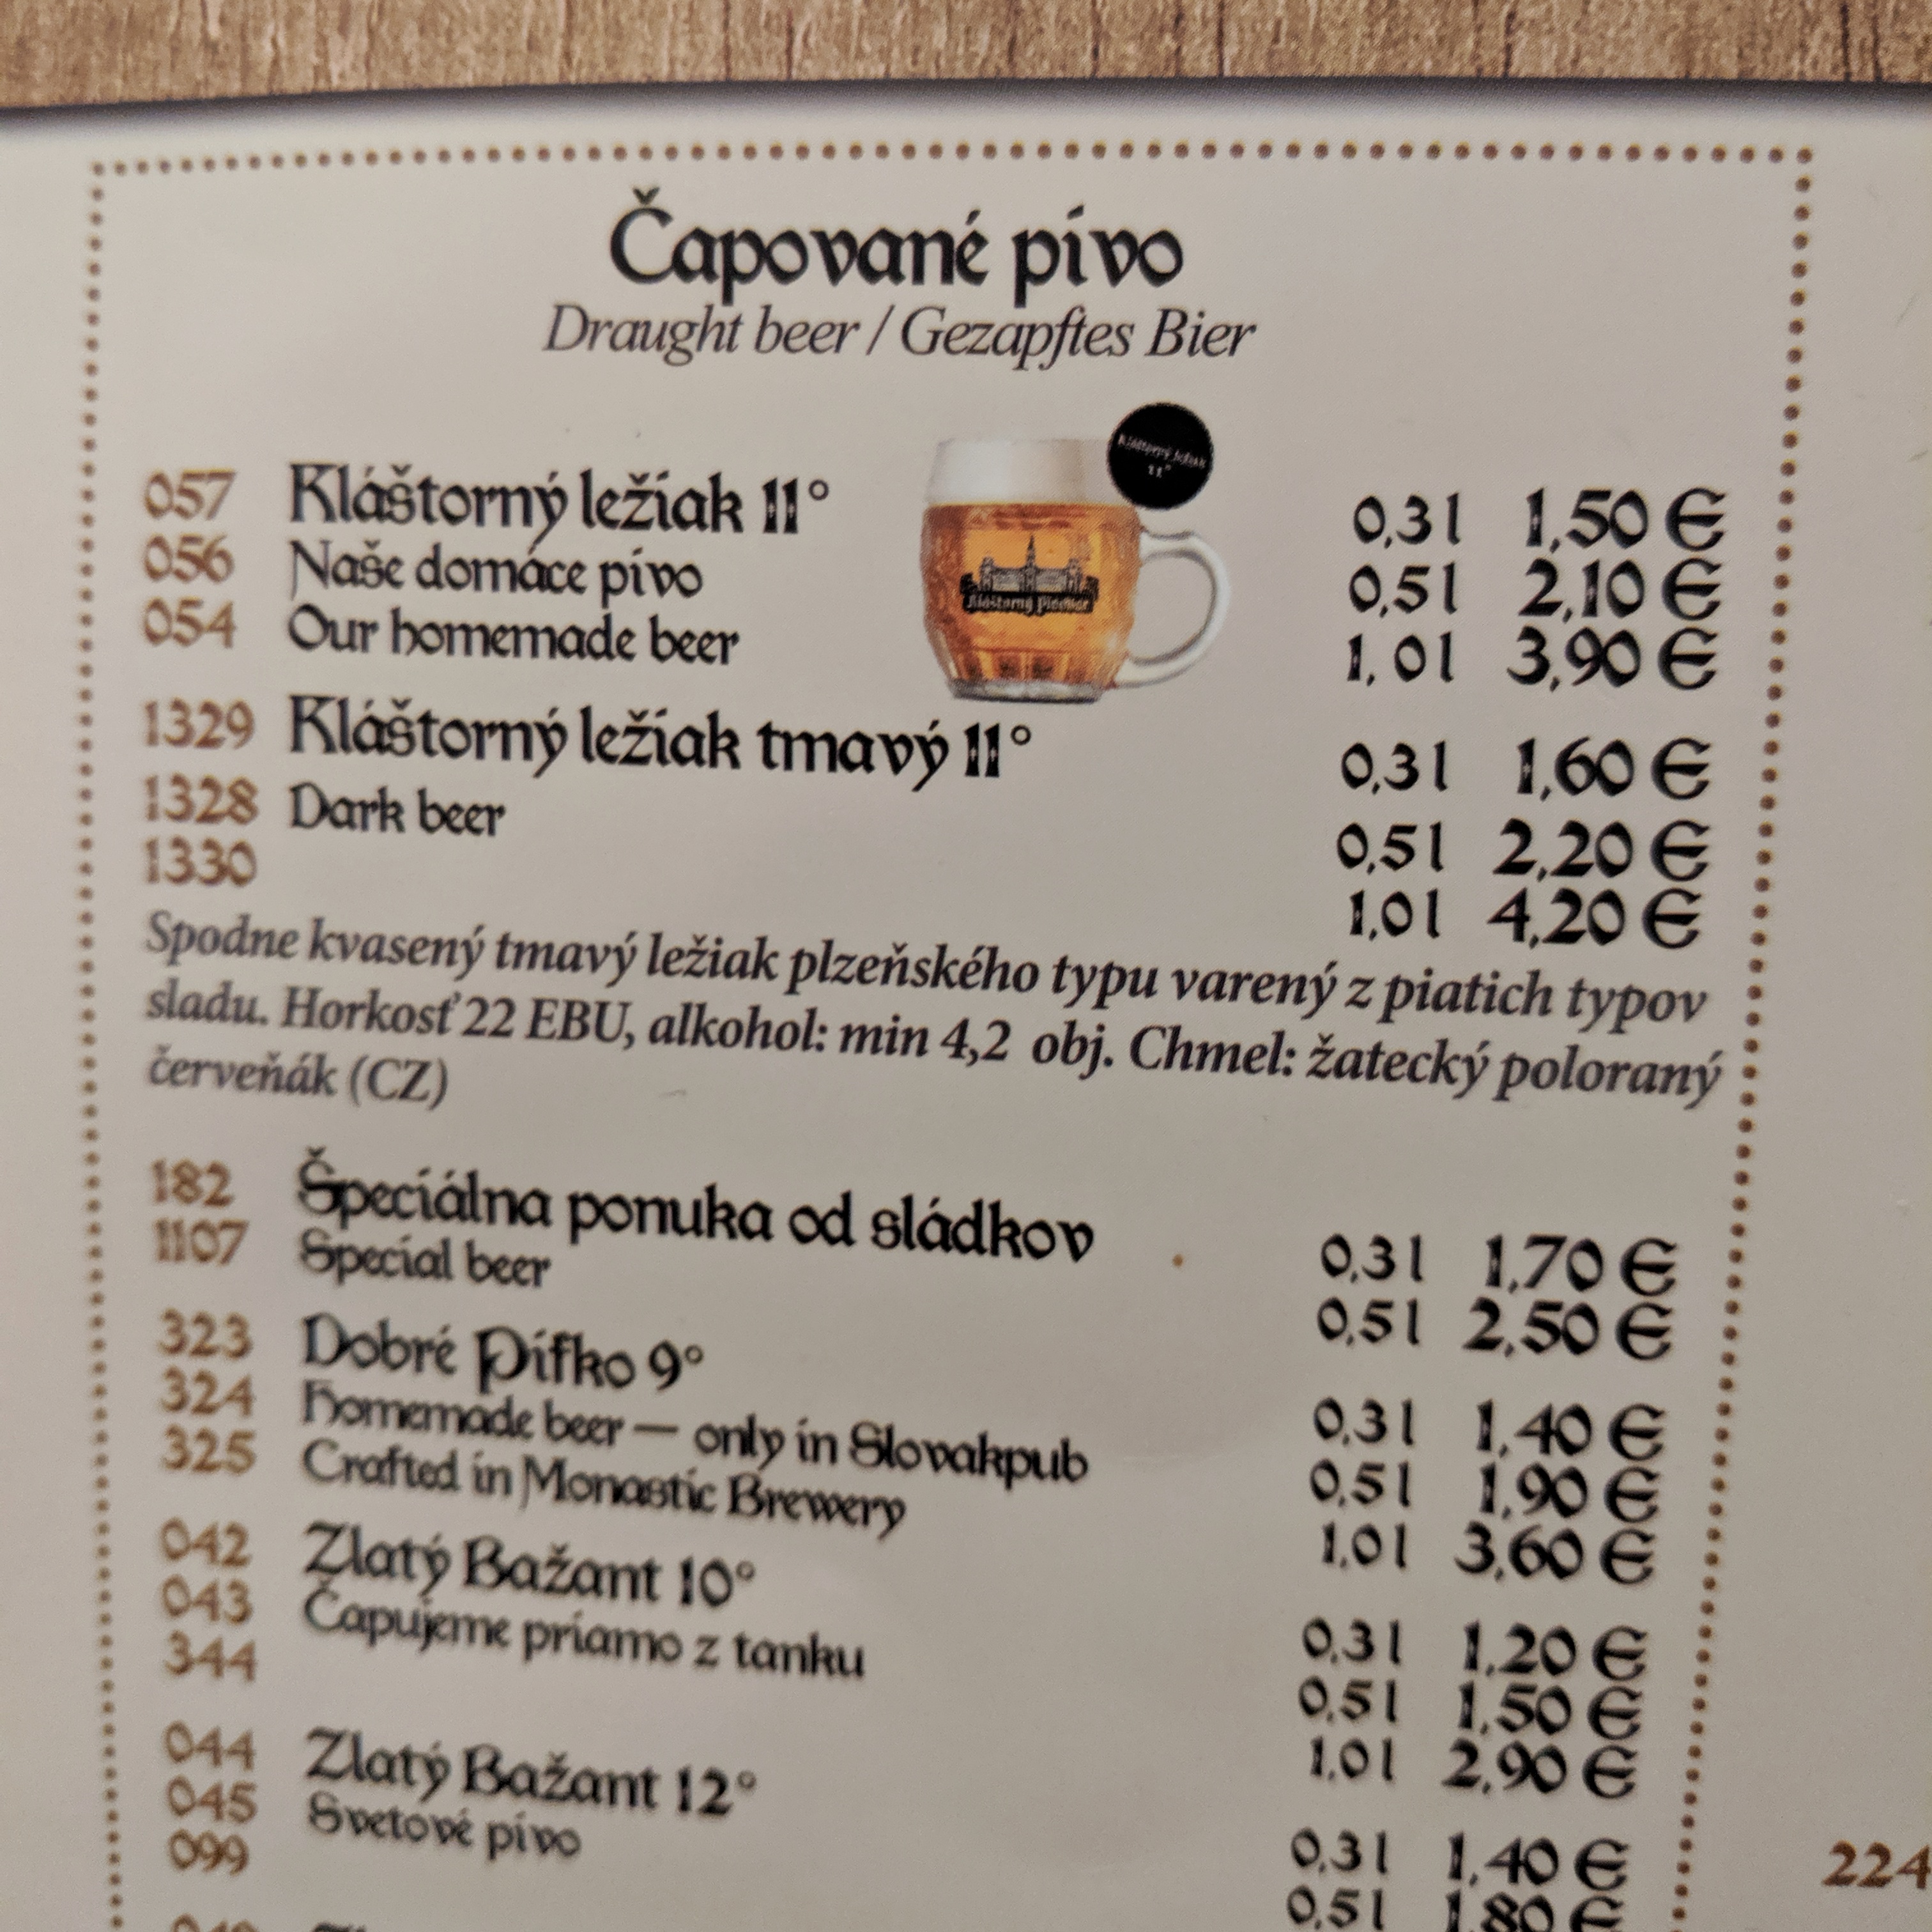 Čapované pivo
Draught beer / Gezapftes Bier
Kláštorný ležiak
11°
057 Kláštorný ležiak 11° 0,3 l 1,50 €
056 Naše domáce pivo 0,5 l 2,10 €
054 Our homemade beer 1,0 l 3,90 €
Kláštorný pivovar
1329 Kláštorný ležiak tmavý 11° 0,3 l 1,60 €
1328 Dark beer 0,5 l 2,20 €
1330 1,0 l 4,20 €
Spodne kvasený tmavý ležiak plzeňského typu varený z piatich typov
sladu. Horkosť 22 EBU, alkohol: min 4,2 obj. Chmel: žatecký poloraný
červeňák (CZ)
182 Špeciálna ponuka od sládkov 0,3 l 1,70 €
1107 Special beer 0,5 l 2,50 €
323 Dobré Pifko 9° 0,3 l 1,40 €
324 Homemade beer — only in Slovakpub 0,5 l 1,90 €
325 Crafted in Monastic Brewery 1,0 l 3,60 €
042 Zlatý Bažant 10° 0,3 l 1,20 €
043 Čapujeme priamo z tanku 0,5 l 1,50 €
344 1,0 l 2,90 €
044 Zlatý Bažant 12° 0,3 l 1,40 €
045 Svetové pivo 0,5 l 1,80 €
099
224